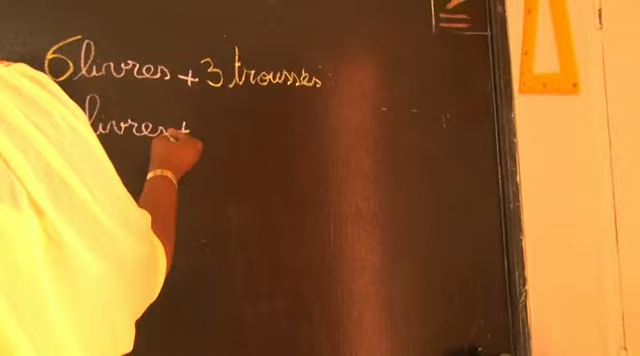 6 livres + 3 trousses
livres +